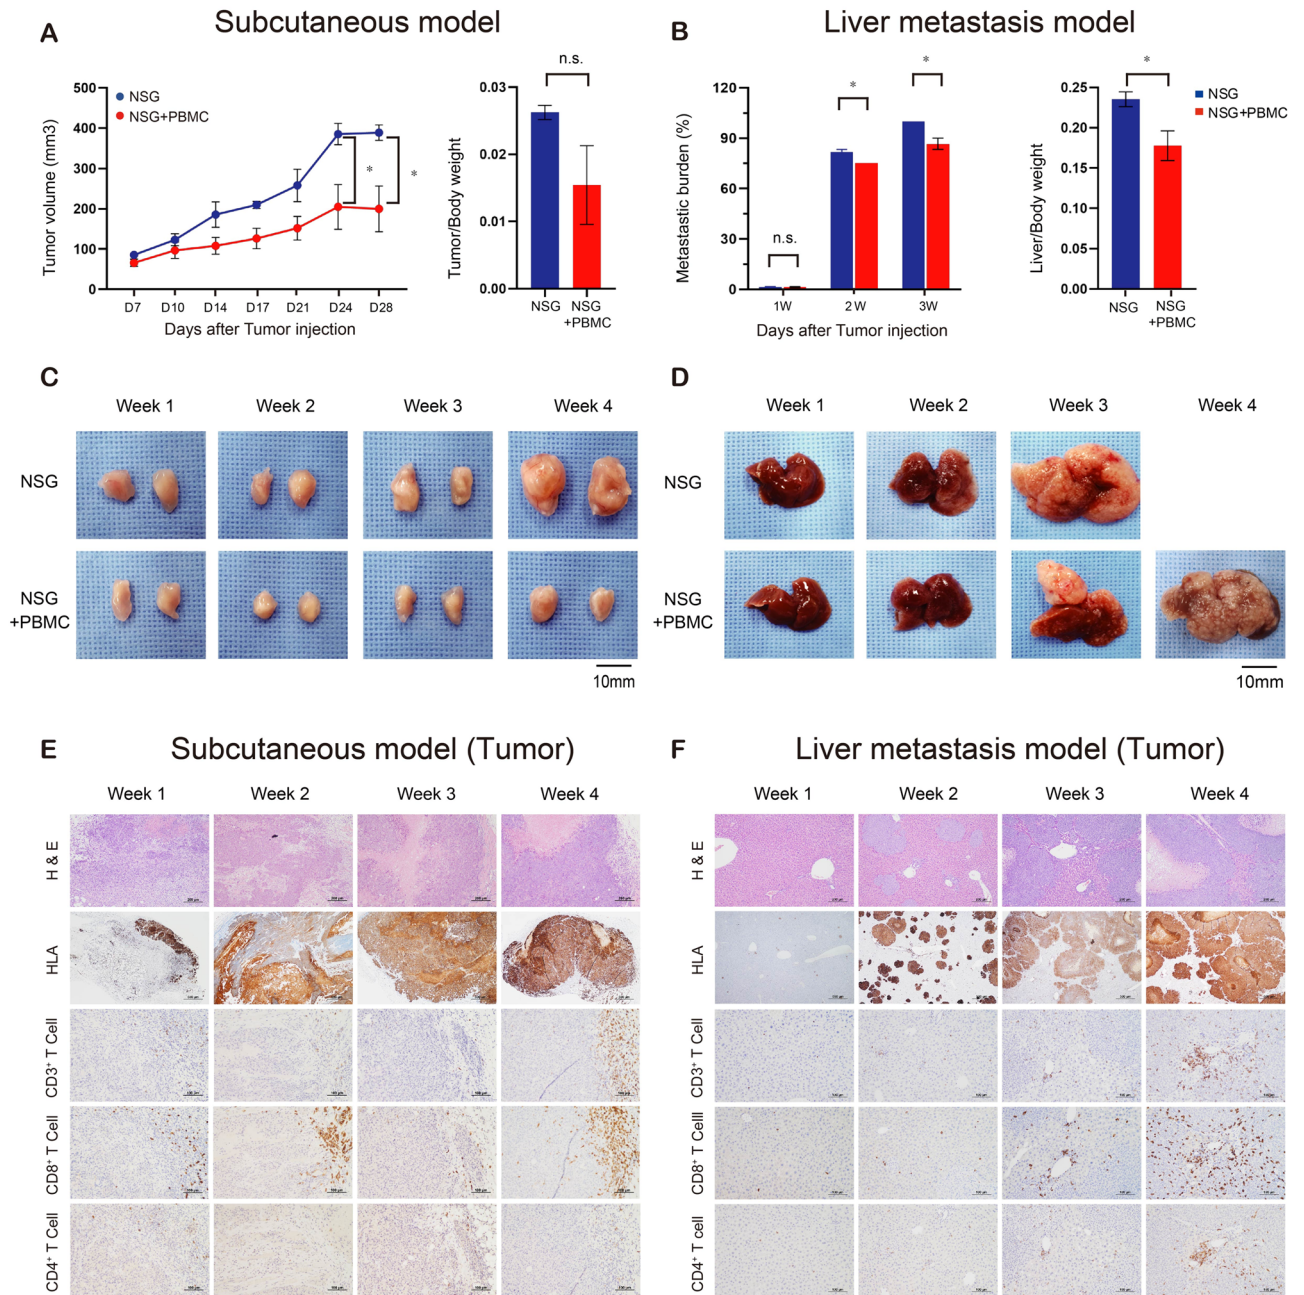 A
Subcutaneous model
Tumor volume (mm3)
500
400
300
200
100
0
NSG
NSG+PBMC
*
*
D7 D10 D14 D17 D21 D24 D28
Days after Tumor injection
n.s.
Tumor/Body weight
0.03
0.02
0.01
0.00
NSG NSG
+PBMC
B
Liver metastasis model
Metastastic burden (%)
120
90
60
30
0
n.s.
*
*
1W 2W 3W
Days after Tumor injection
*
Liver/Body weight
0.25
0.20
0.15
0.10
0.05
0.00
NSG NSG
+PBMC
NSG
NSG+PBMC
C
Week 1 Week 2 Week 3 Week 4
NSG
NSG
+PBMC
10mm
D
Week 1 Week 2 Week 3 Week 4
NSG
NSG
+PBMC
10mm
E
Subcutaneous model (Tumor)
Week 1 Week 2 Week 3 Week 4
H & E
HLA
CD3+ T Cell
CD8+ T Cell
CD4+ T Cell
F
Liver metastasis model (Tumor)
Week 1 Week 2 Week 3 Week 4
H & E
HLA
CD3+ T Cell
CD8+ T Celll
CD4+ T cell